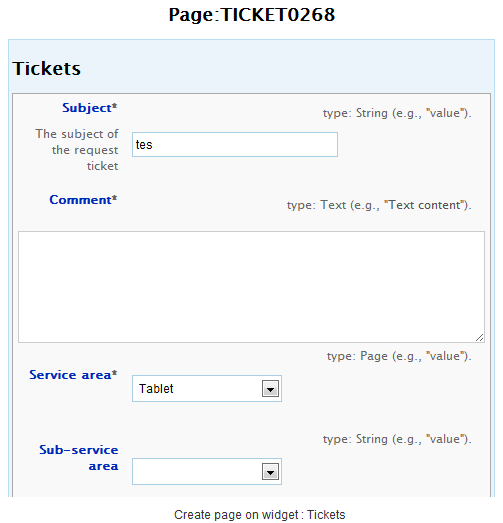 Page:TICKET0268
Tickets
Subject*
type: String (e.g., "value").
The subject of
the request
ticket
tes
Comment*
type: Text (e.g., "Text content").
type: Page (e.g., "value").
Service area*
Tablet
type: String (e.g., "value").
Sub-service
area
Create page on widget : Tickets